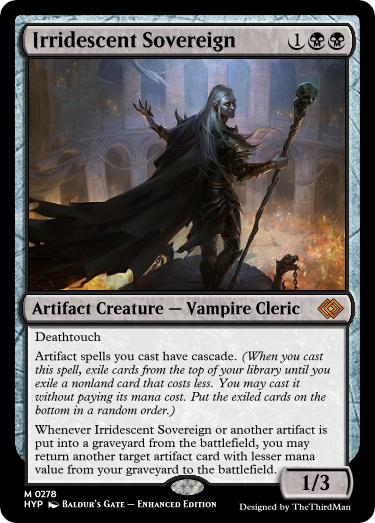 Irridescent Sovereign 1
Artifact Creature — Vampire Cleric
Deathtouch
Artifact spells you cast have cascade. (When you cast
this spell, exile cards from the top of your library until you
exile a nonland card that costs less. You may cast it
without paying its mana cost. Put the exiled cards on the
bottom in a random order.)
Whenever Irridescent Sovereign or another artifact is
put into a graveyard from the battlefield, you may
return another target artifact card with lesser mana
value from your graveyard to the battlefield.
1/3
M 0278
HYP Baldur's Gate — Enhanced Edition
Designed by TheThirdMan